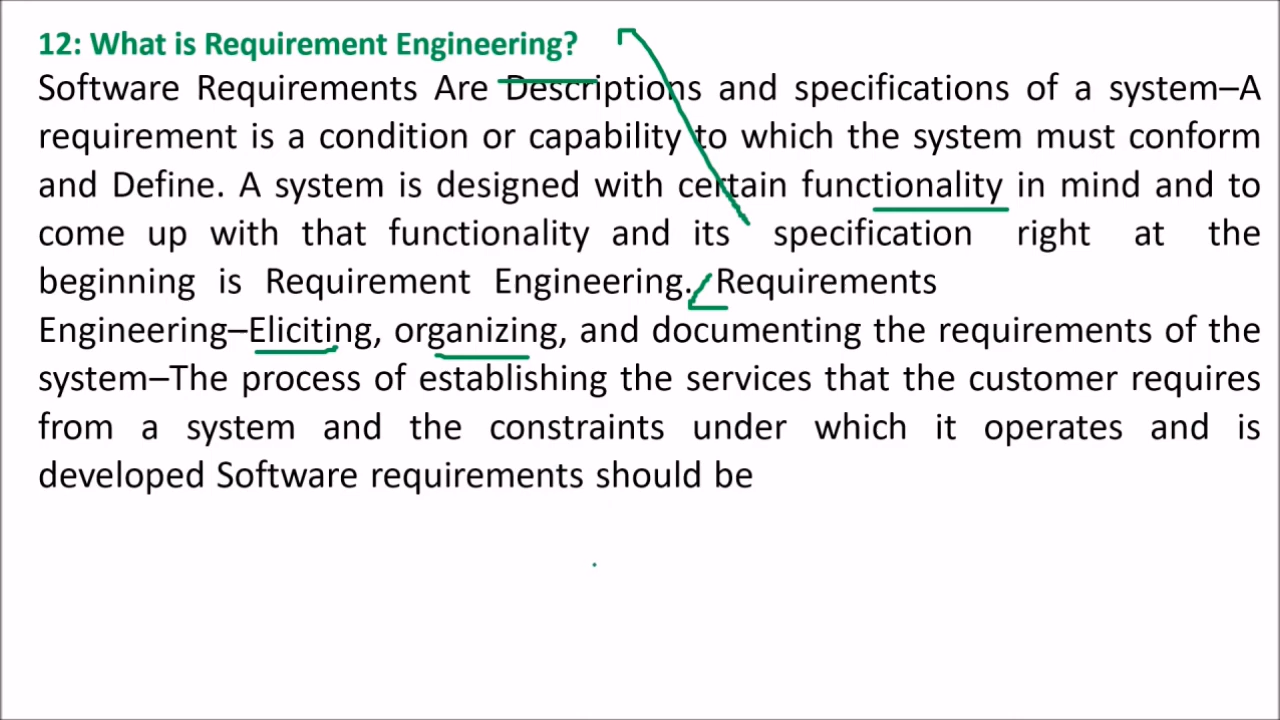 12: What is Requirement Engineering?
Software Requirements Are Descriptions and specifications of a system–A
requirement is a condition or capability to which the system must conform
and Define. A system is designed with certain functionality in mind and to
come up with that functionality and its specification right at the
beginning is Requirement Engineering. Requirements
Engineering–Eliciting, organizing, and documenting the requirements of the
system–The process of establishing the services that the customer requires
from a system and the constraints under which it operates and is
developed Software requirements should be